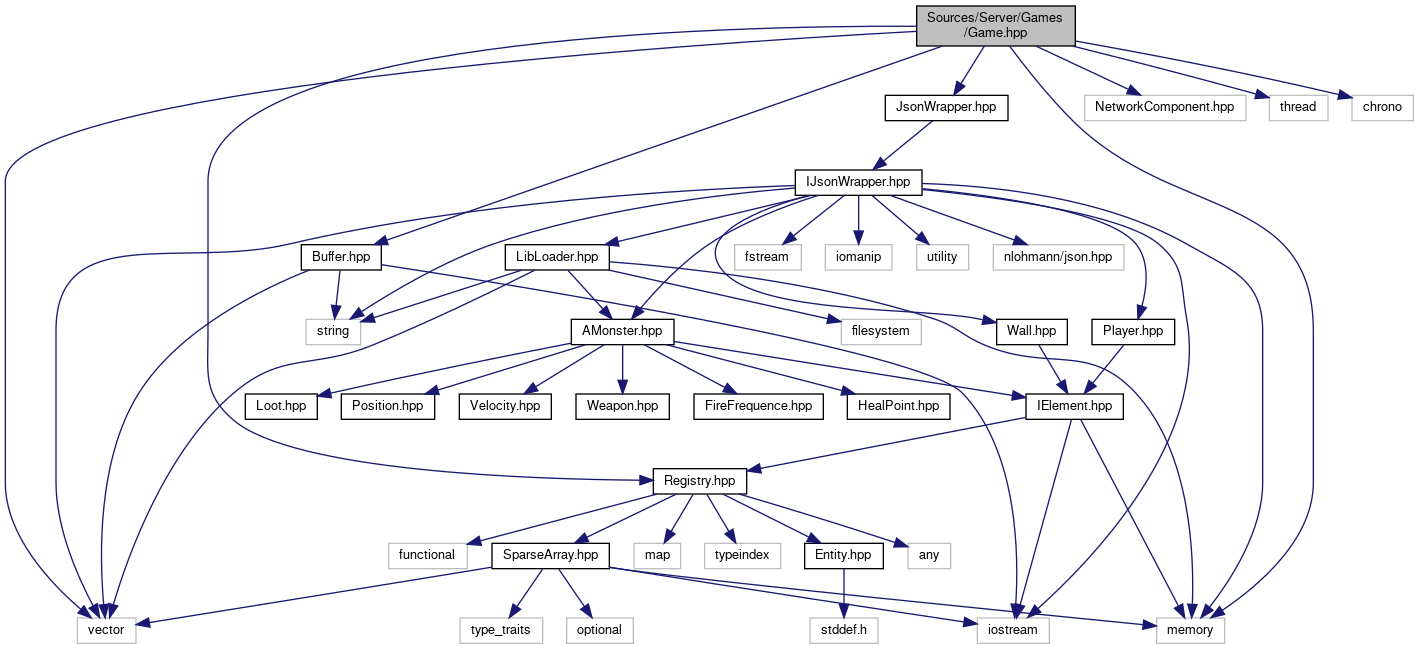 Sources/Server/Games
/Game.hpp
JsonWrapper.hpp
NetworkComponent.hpp
thread
chrono
IJsonWrapper.hpp
Buffer.hpp
LibLoader.hpp
fstream
iomanip
utility
nlohmann/json.hpp
string
AMonster.hpp
filesystem
Wall.hpp
Player.hpp
Loot.hpp
Position.hpp
Velocity.hpp
Weapon.hpp
FireFrequence.hpp
HealPoint.hpp
IElement.hpp
Registry.hpp
functional
SparseArray.hpp
map
typeindex
Entity.hpp
any
vector
type_traits
optional
stddef.h
iostream
memory